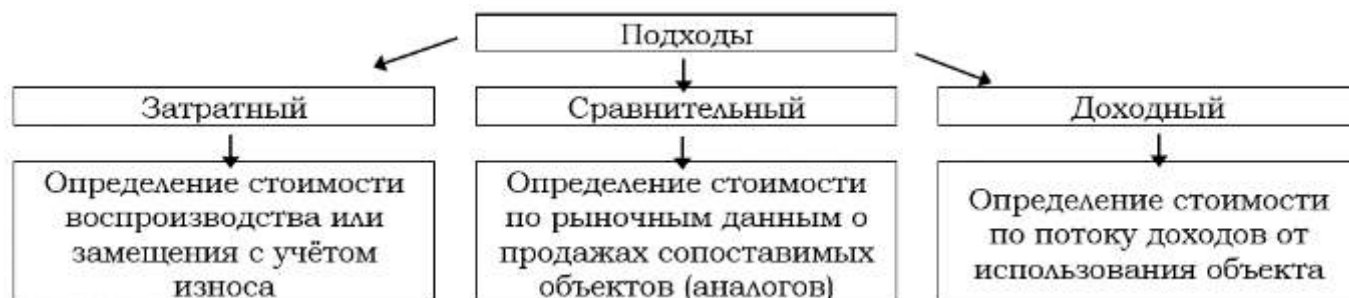 Подходы
Затратный
Сравнительный
Доходный
Определение стоимости
воспроизводства или
замещения с учётом
износа
Определение стоимости
по рыночным данным о
продажах сопоставимых
объектов (аналогов)
Определение стоимости
по потоку доходов от
использования объекта